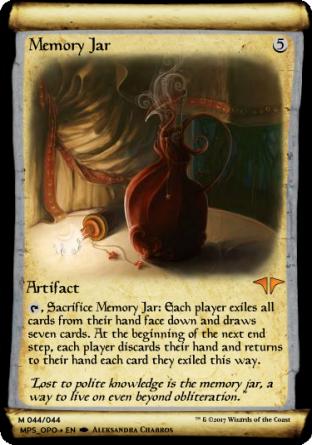 Memory Jar 5
Artifact
, Sacrifice Memory Jar: Each player exiles all
cards from their hand face down and draws
seven cards. At the beginning of the next end
step, each player discards their hand and returns
to their hand each card they exiled this way.
"Lost to polite knowledge is the memory jar, a
way to live on even beyond obliteration."
M 044/044
MPS_OPO • EN Aleksandra Chabros
™ & ©2017 Wizards of the Coast